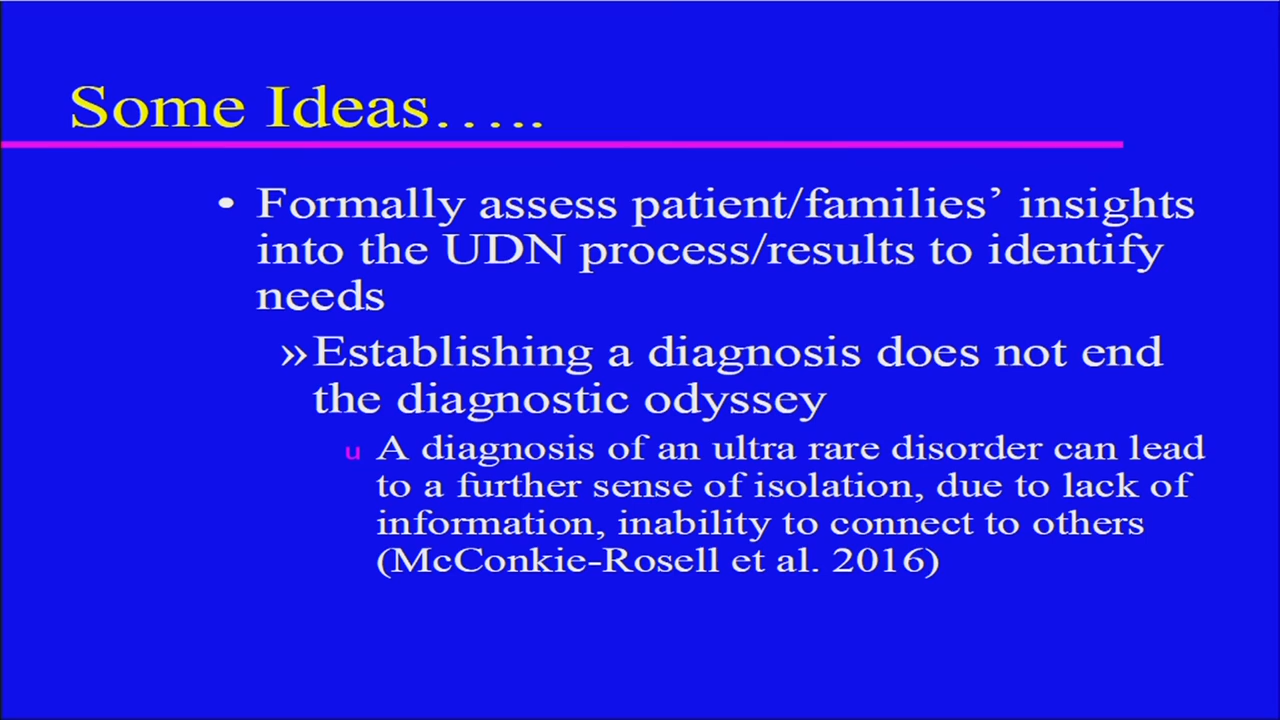 Some Ideas…..
• Formally assess patient/families’ insights
into the UDN process/results to identify
needs
»Establishing a diagnosis does not end
the diagnostic odyssey
u A diagnosis of an ultra rare disorder can lead
to a further sense of isolation, due to lack of
information, inability to connect to others
(McConkie-Rosell et al. 2016)